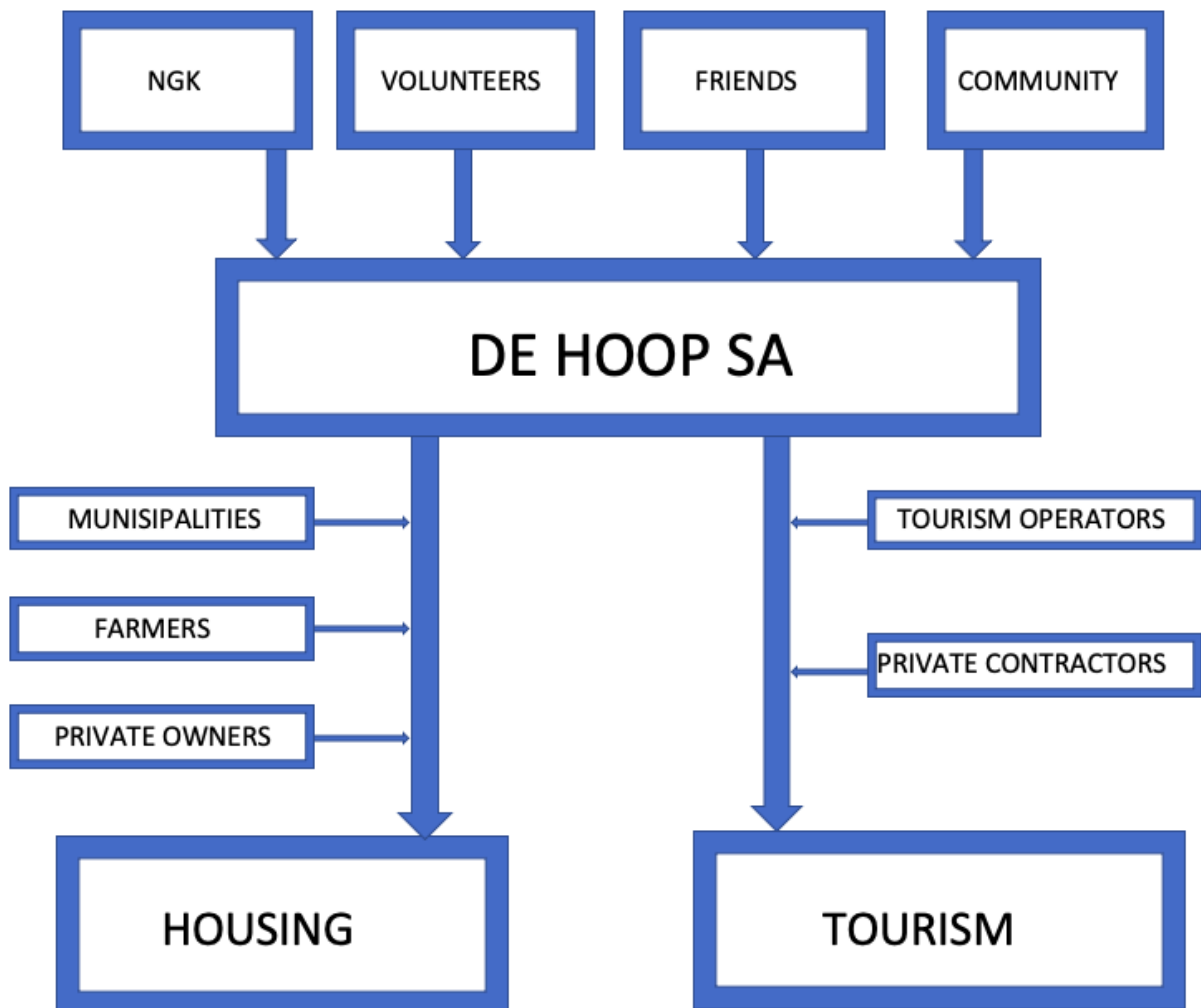 NGK
VOLUNTEERS
FRIENDS
COMMUNITY
DE HOOP SA
MUNISIPALITIES
TOURISM OPERATORS
FARMERS
PRIVATE CONTRACTORS
PRIVATE OWNERS
HOUSING
TOURISM